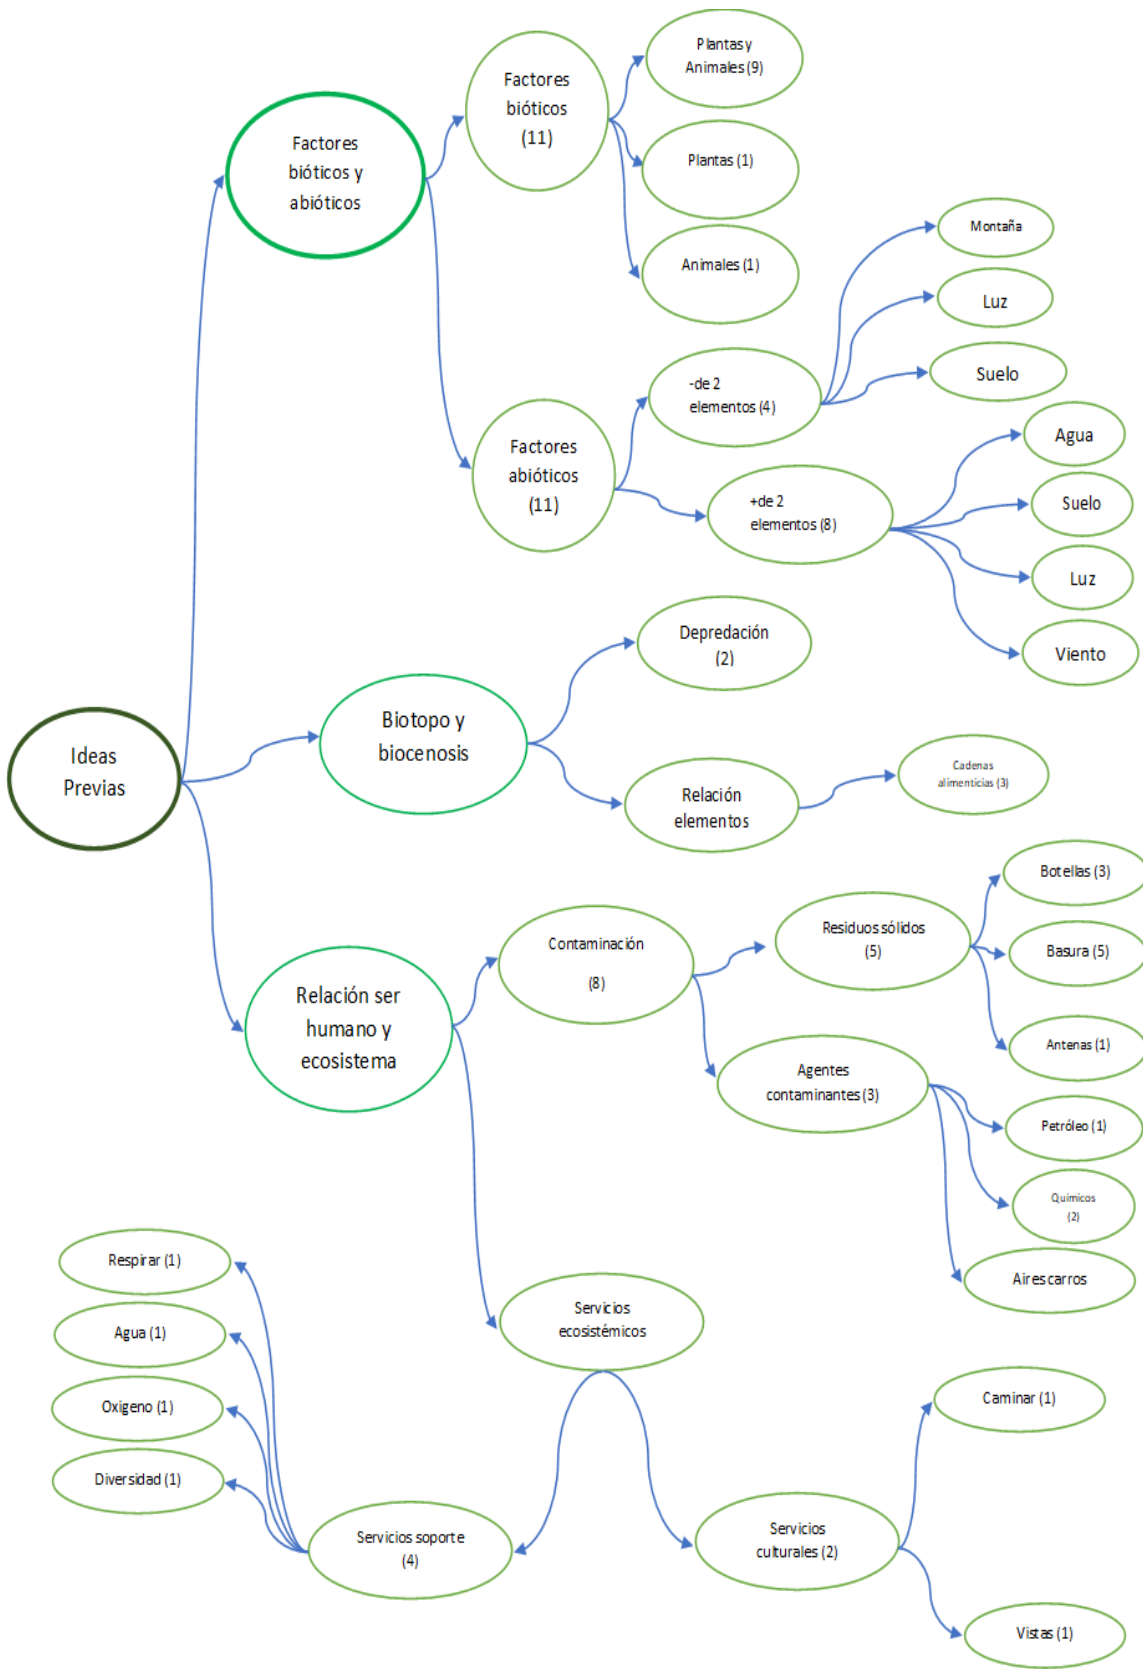 Plantas y
Animales (9)
Factores
bióticos
(11)
Factores
bióticos y
abióticos
Plantas (1)
Animales (1)
Montaña
Luz
Suelo
-de 2
elementos (4)
Factores
abióticos
(11)
Agua
+de 2
elementos (8)
Suelo
Luz
Viento
Depredación
(2)
Biotopo y
biocenosis
Ideas
Previas
Relación
elementos
Cadenas
alimenticias (3)
Botellas (3)
Residuos sólidos
(5)
Basura (5)
Contaminación
(8)
Antenas (1)
Relación ser
humano y
ecosistema
Agentes
contaminantes (3)
Petróleo (1)
Quimicos
(2)
Aires carros
Respirar (1)
Agua (1)
Oxigeno (1)
Diversidad (1)
Servicios
ecosistémicos
Caminar (1)
Servicios soporte
(4)
Servicios
culturales (2)
Vistas (1)